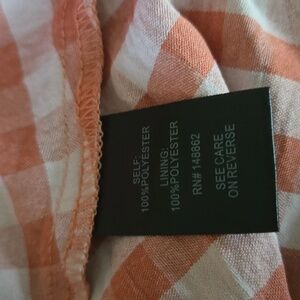 SELF:
100%POLYESTER
LINING:
100%POLYESTER
RN# 148862
SEE CARE
ON REVERSE